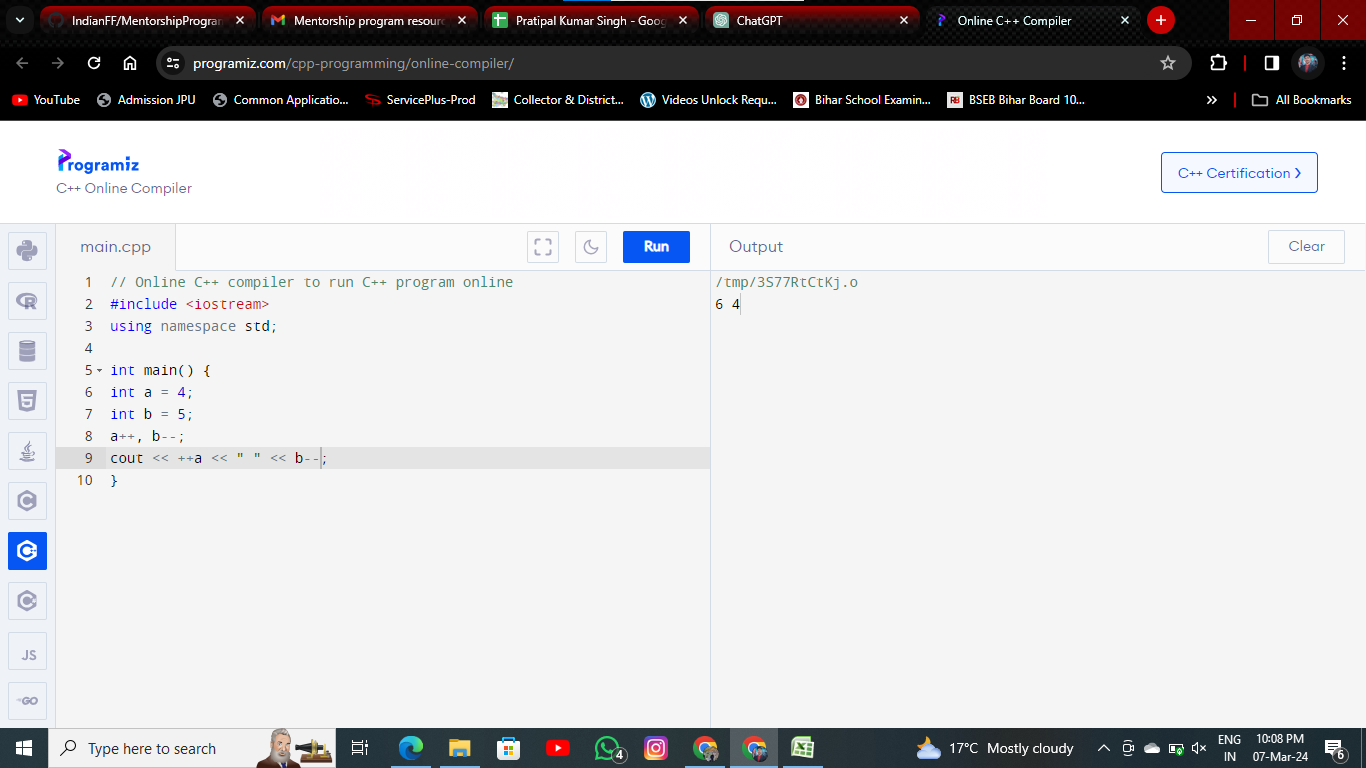 IndianFF/MentorshipProgram
Mentorship program resour
Pratipal Kumar Singh - Goog
ChatGPT
Online C++ Compiler
programiz.com/cpp-programming/online-compiler/
YouTube
Admission JPU
Common Applicatio...
ServicePlus-Prod
Collector & District...
Videos Unlock Requ...
Bihar School Examin...
BSEB Bihar Board 10...
»
All Bookmarks
Programiz
C++ Online Compiler
C++ Certification >
main.cpp
Run
Output
Clear
1 // Online C++ compiler to run C++ program online
2 #include <iostream>
3 using namespace std;
4
5 int main() {
6 int a = 4;
7 int b = 5;
8 a++, b--;
9 cout << ++a << " " << b--;
10 }
/tmp/3S77RtCtKj.o
6 4
JS
GO
Type here to search
4
17°C Mostly cloudy
ENG
IN
10:08 PM
07-Mar-24
6